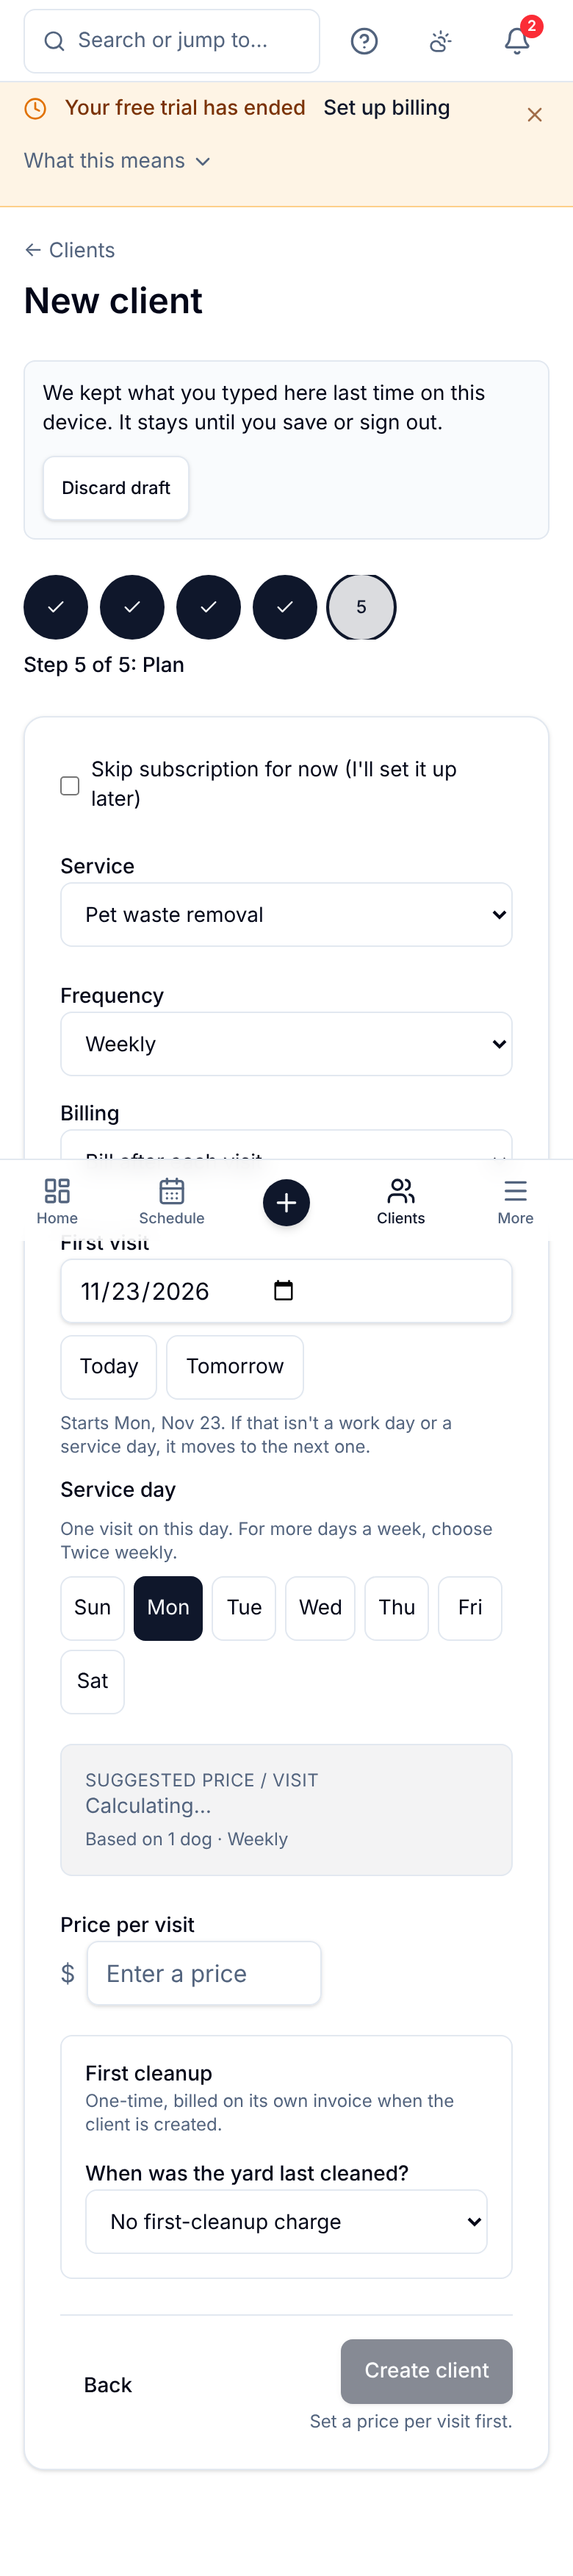 Search or jump to...
2
Your free trial has ended Set up billing
What this means
← Clients
New client
We kept what you typed here last time on this
device. It stays until you save or sign out.
Discard draft
5
Step 5 of 5: Plan
Skip subscription for now (I'll set it up
later)
Service
Pet waste removal
Frequency
Weekly
Billing
Bill after each visit
Home
Schedule
Clients
More
First visit
11/23/2026
Today
Tomorrow
Starts Mon, Nov 23. If that isn't a work day or a
service day, it moves to the next one.
Service day
One visit on this day. For more days a week, choose
Twice weekly.
Sun
Mon
Tue
Wed
Thu
Fri
Sat
SUGGESTED PRICE / VISIT
Calculating...
Based on 1 dog · Weekly
Price per visit
$ Enter a price
First cleanup
One-time, billed on its own invoice when the
client is created.
When was the yard last cleaned?
No first-cleanup charge
Back
Create client
Set a price per visit first.